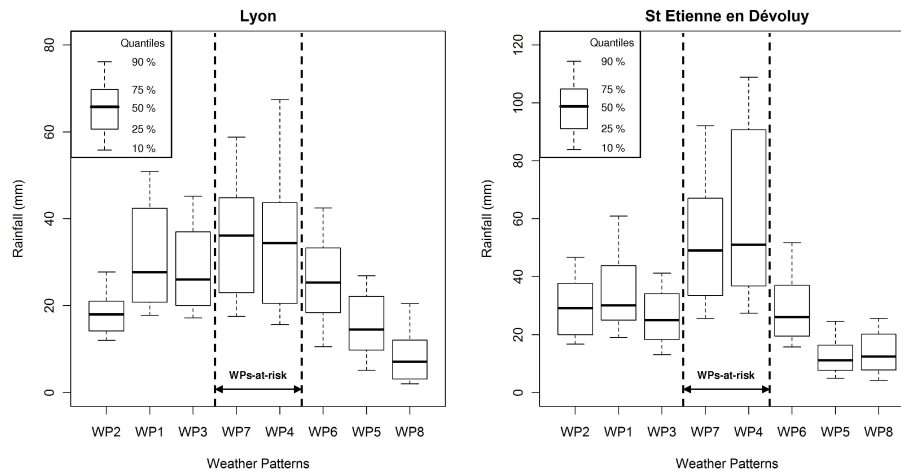 Lyon
Quantiles
90 %
75 %
50 %
25 %
10 %
Rainfall (mm)
80
60
40
20
0
WPs-at-risk
WP2 WP1 WP3 WP7 WP4 WP6 WP5 WP8
Weather Patterns
St Etienne en Dévoluy
Quantiles
90 %
75 %
50 %
25 %
10 %
Rainfall (mm)
120
100
80
60
40
20
0
WPs-at-risk
WP2 WP1 WP3 WP7 WP4 WP6 WP5 WP8
Weather Patterns